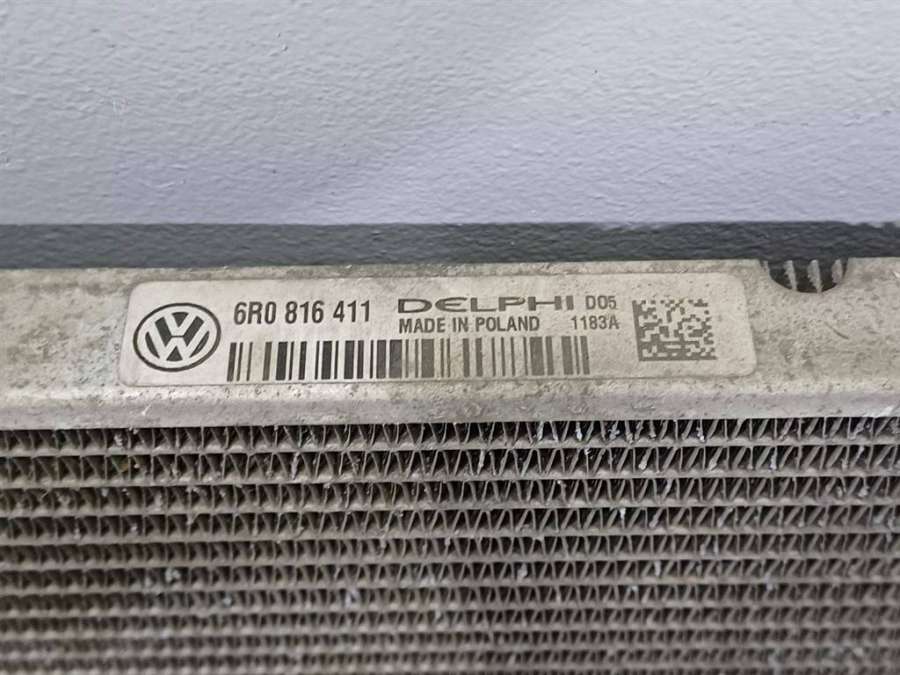 6R0 816 411 DELPHI D05
MADE IN POLAND 1183A